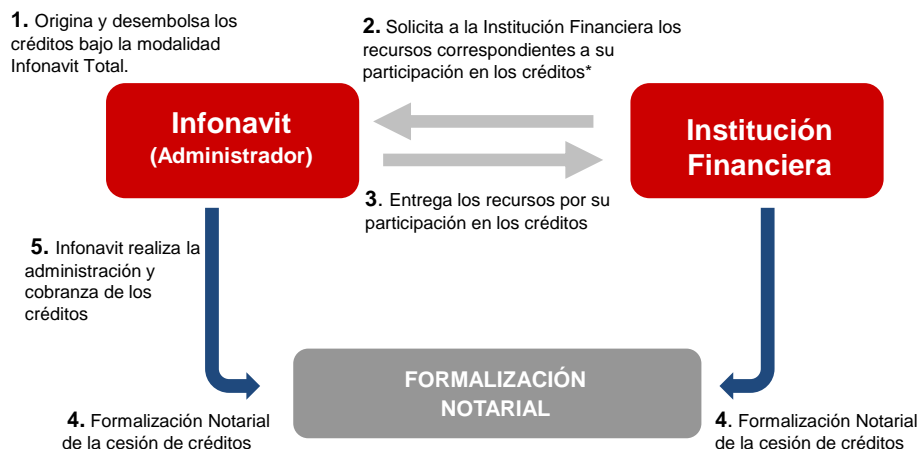 1. Origina y desembolsa los
créditos bajo la modalidad
Infonavit Total.
2. Solicita a la Institución Financiera los
recursos correspondientes a su
participación en los créditos*
Infonavit
(Administrador)
Institución
Financiera
3. Entrega los recursos por su
participación en los créditos
5. Infonavit realiza la
administración y
cobranza de los
créditos
FORMALIZACIÓN
NOTARIAL
4. Formalización Notarial
de la cesión de créditos
4. Formalización Notarial
de la cesión de créditos